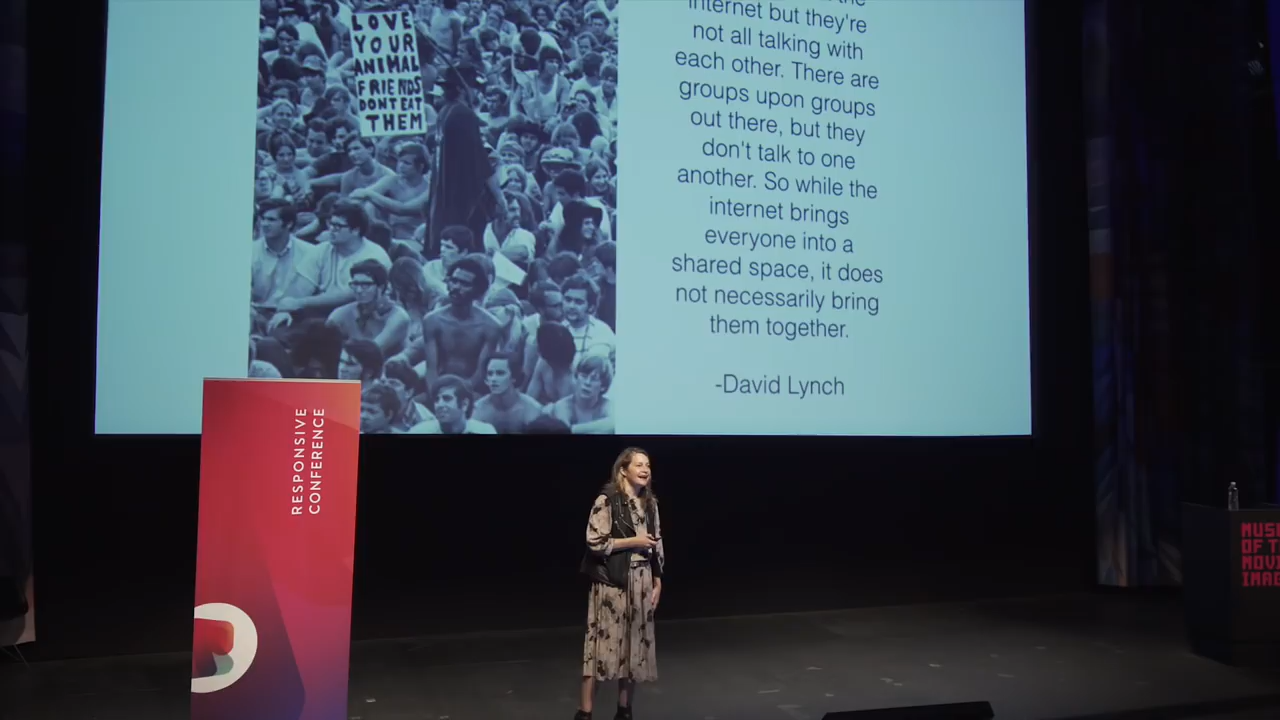 LOVE
YOUR
ANIMAL
FRIENDS
DONT EAT
THEM
internet but they're
not all talking with
each other. There are
groups upon groups
out there, but they
don't talk to one
another. So while the
internet brings
everyone into a
shared space, it does
not necessarily bring
them together.
-David Lynch
RESPONSIVE
CONFERENCE